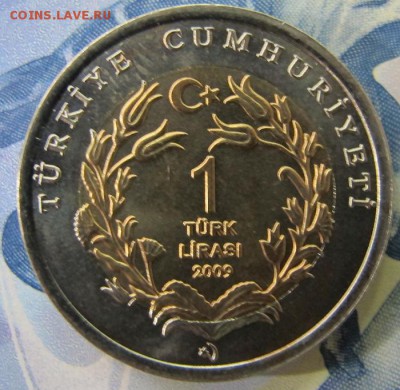 COINS.LAVE.RU
TÜRKİYE CUMHURİYETİ
1
TÜRK
LİRASI
2009